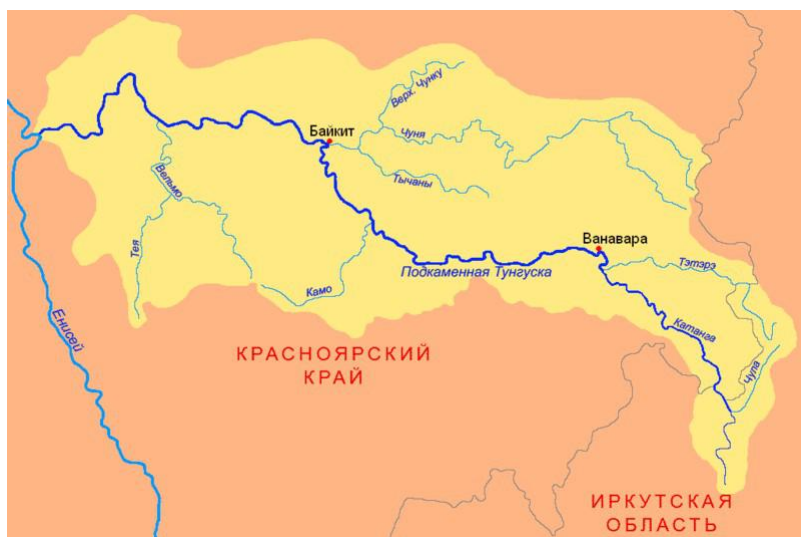 Верх. Чунку
Байкит
Чуня
Тычаны
Вельмо
Тея
Ванавара
Подкаменная Тунгуска
Тэтэрэ
Камо
Енисей
Катанга
КРАСНОЯРСКИЙ
КРАЙ
Чула
ИРКУТСКАЯ
ОБЛАСТЬ